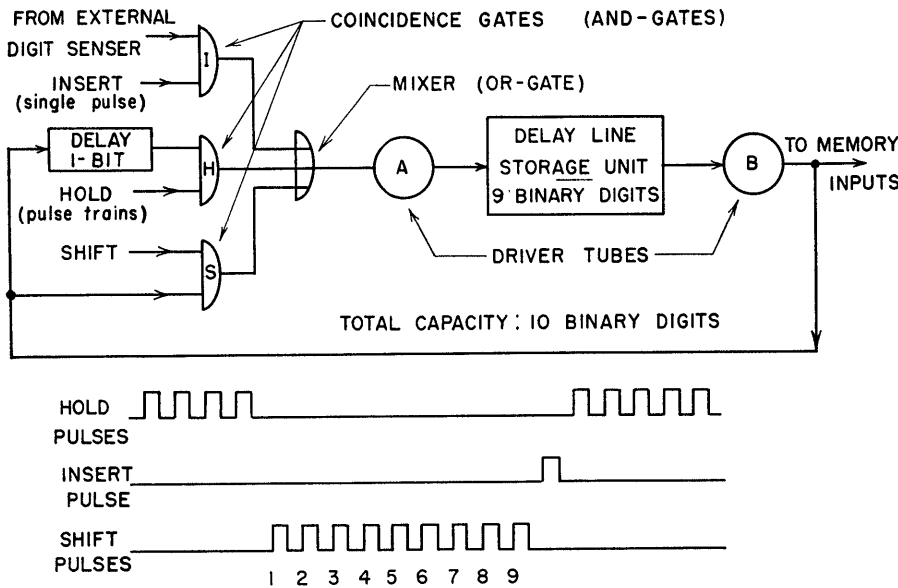 FROM EXTERNAL
DIGIT SENSER
COINCIDENCE GATES (AND-GATES)
I
INSERT
(single pulse)
MIXER (OR-GATE)
DELAY
1-BIT
H
A
DELAY LINE
STORAGE UNIT
9 BINARY DIGITS
B
TO MEMORY
INPUTS
HOLD
(pulse trains)
SHIFT
S
DRIVER TUBES
TOTAL CAPACITY: 10 BINARY DIGITS
HOLD
PULSES
INSERT
PULSE
SHIFT
PULSES
1 2 3 4 5 6 7 8 9